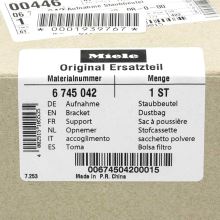 00446
0001939767
Miele
Original Ersatzteil
Materialnummer Menge
6 745 042 1 ST
DE Aufnahme Staubbeutel
EN Bracket Dustbag
FR Support Sac à poussière
NL Opnemer Stofcassette
IT accoglimento sacchetto polvere
ES Toma Bolsa filtro
00674504200015
7.253 Made in P.R. China